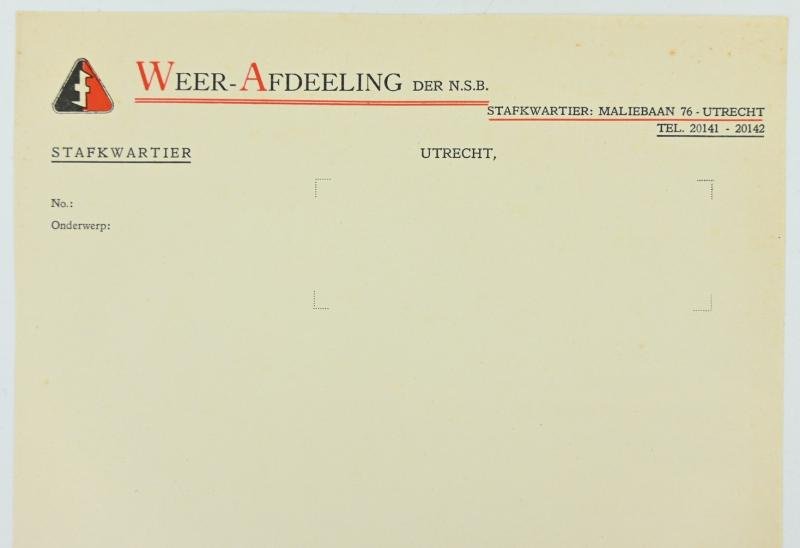 WEER-AFDEELING DER N.S.B.
STAFKWARTIER: MALIEBAAN 76 - UTRECHT
TEL. 20141 - 20142
STAFKWARTIER
UTRECHT,
No.:
Onderwerp: